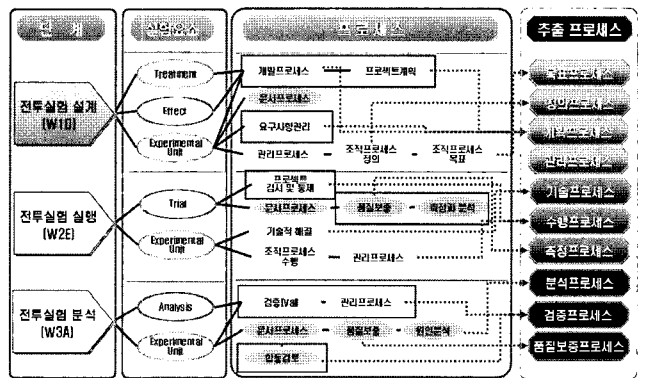 단 계
실험요소
프로세스
추출 프로세스
전투실험 설계
(W1D)
Treatment
Effect
Experimental
Unit
개발프로세스
프로젝트계획
문서프로세스
요구사항관리
관리프로세스
조직프로세스
정의
조직프로세스
목표
전투실험 실행
(W2E)
Trial
Experimental
Unit
프로젝트
감시 및 통제
문서프로세스
품질보증
측정과 분석
기술적 해결
조직프로세스
수행
관리프로세스
전투실험 분석
(W3A)
Analysis
Experimental
Unit
검증(Val)
관리프로세스
문서프로세스
품질보증
원인분석
합동검토
목표프로세스
정의프로세스
계획프로세스
관리프로세스
기술프로세스
수행프로세스
측정프로세스
분석프로세스
검증프로세스
품질보증프로세스